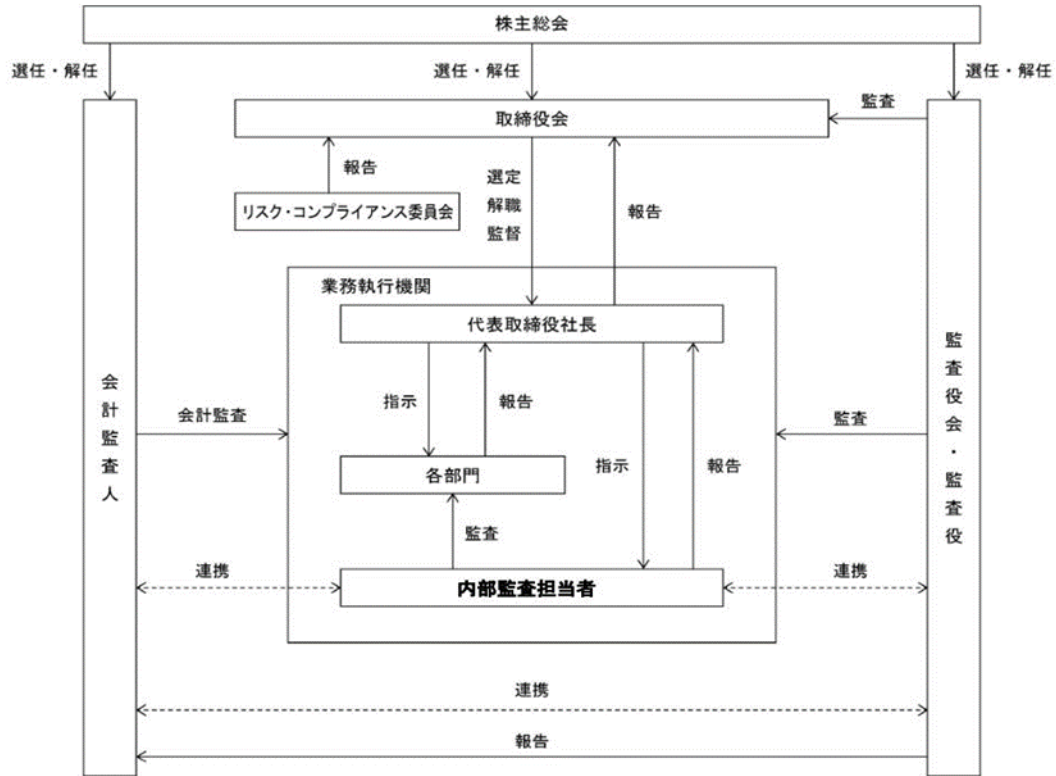 株主総会
選任・解任
選任・解任
選任・解任
取締役会
監査
報告
選定
解職
監督
報告
リスク・コンプライアンス委員会
業務執行機関
代表取締役社長
会計監査人
会計監査
指示
報告
指示
報告
監査
監査役会・監査役
各部門
監査
連携
内部監査担当者
連携
連携
報告